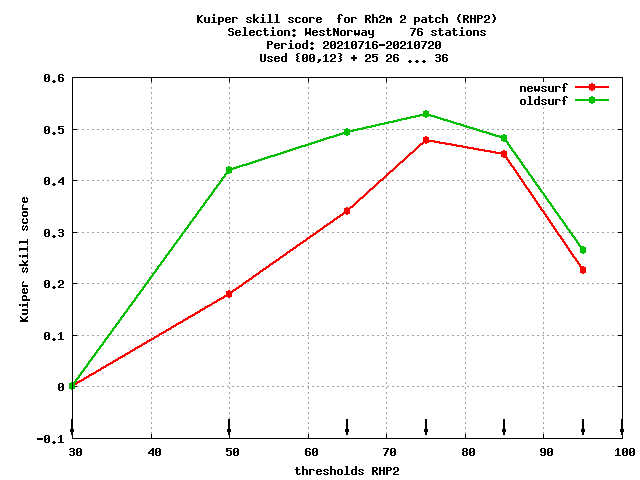 Kuiper skill score  for Rh2m 2 patch (RHP2)
Selection: WestNorway     76 stations
Period: 20210716-20210720
Used {00,12} + 25 26 ... 36
newsurf
oldsurf
0.6
0.5
0.4
0.3
0.2
0.1
0
-0.1
Kuiper skill score
30 40 50 60 70 80 90 100
thresholds RHP2